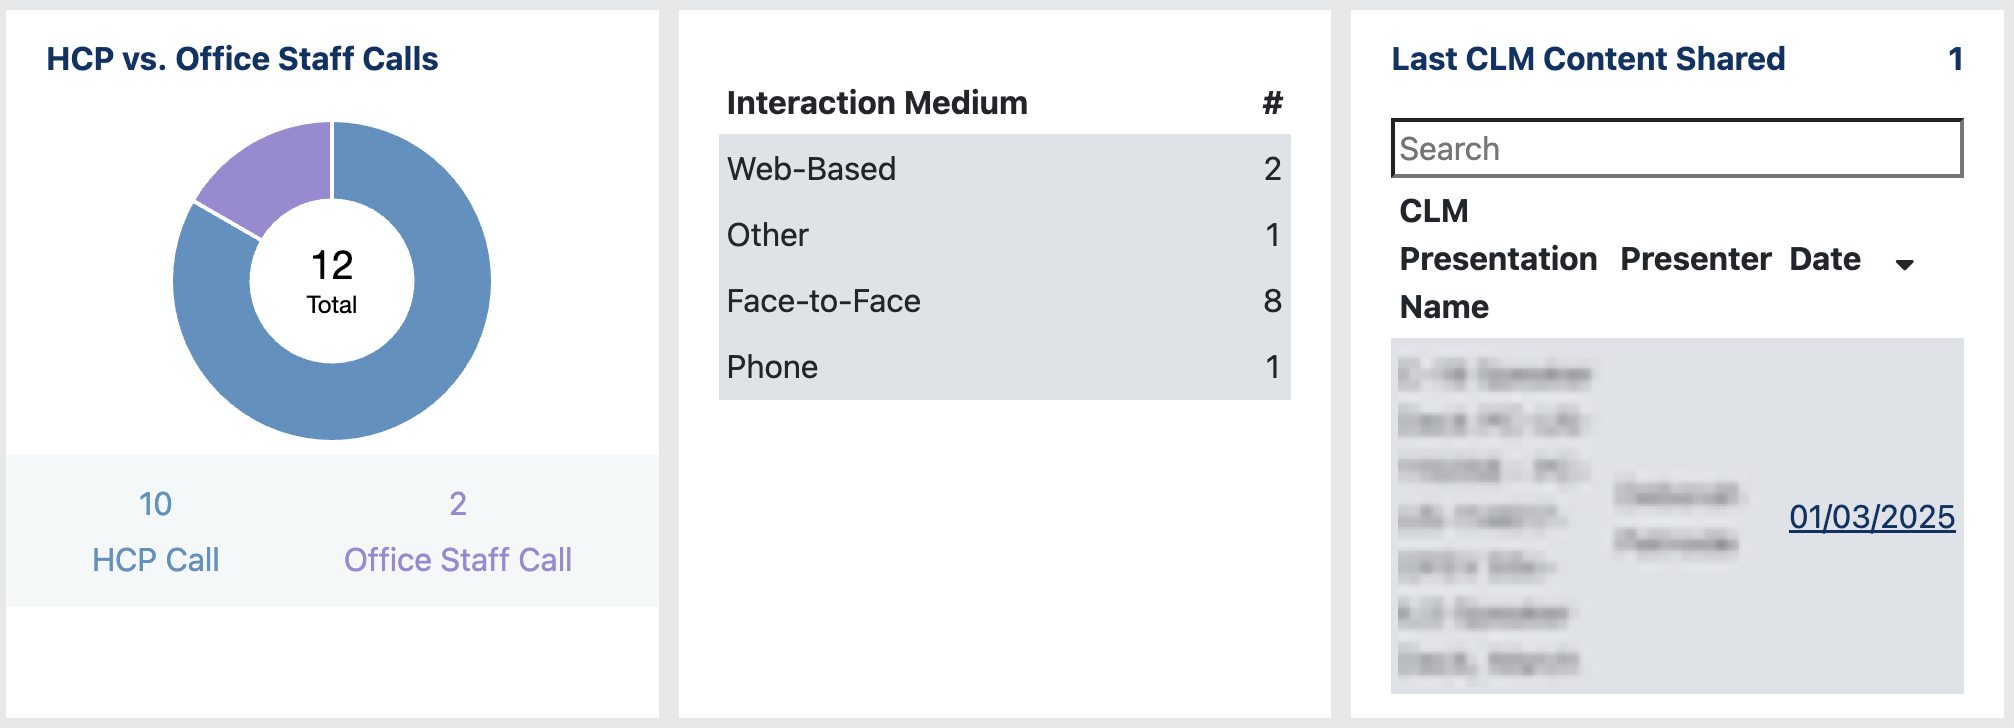 HCP vs. Office Staff Calls
12
Total
10
HCP Call
2
Office Staff Call
Interaction Medium #
Web-Based 2
Other 1
Face-to-Face 8
Phone 1
Last CLM Content Shared 1
Search
CLM
Presentation Presenter Date
Name
01/03/2025